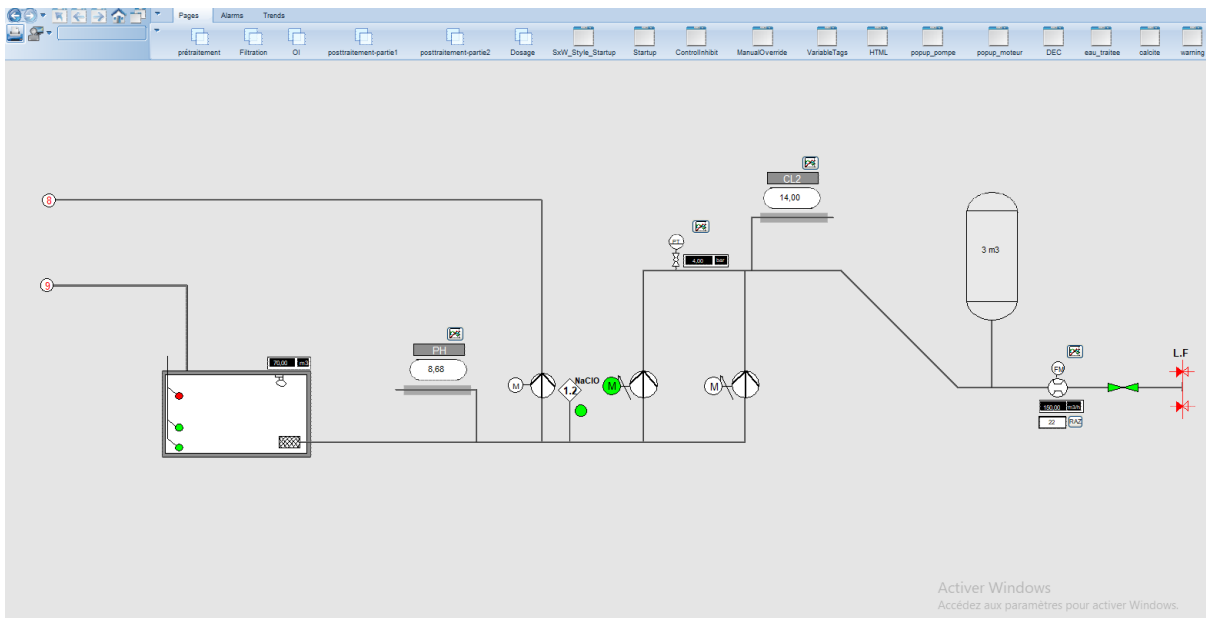 Pages Alarms Trends
prétraitement Filtration OI posttraitement-partie1 posttraitement-partie2 Dosage SxW_Style_Startup Startup ControlInhibit ManualOverride VariableTags HTML popup_pompe popup_moteur DEC eau_traitee calcite warning
CL2
14,00
8
PT
4,00 bar
3 m3
9
PH
8,68
70,00 m3
L.F
FM
M
1.2
NaClO
M
M
150,00 m3/h
22 RAZ
Activer Windows
Accédez aux paramètres pour activer Windows.